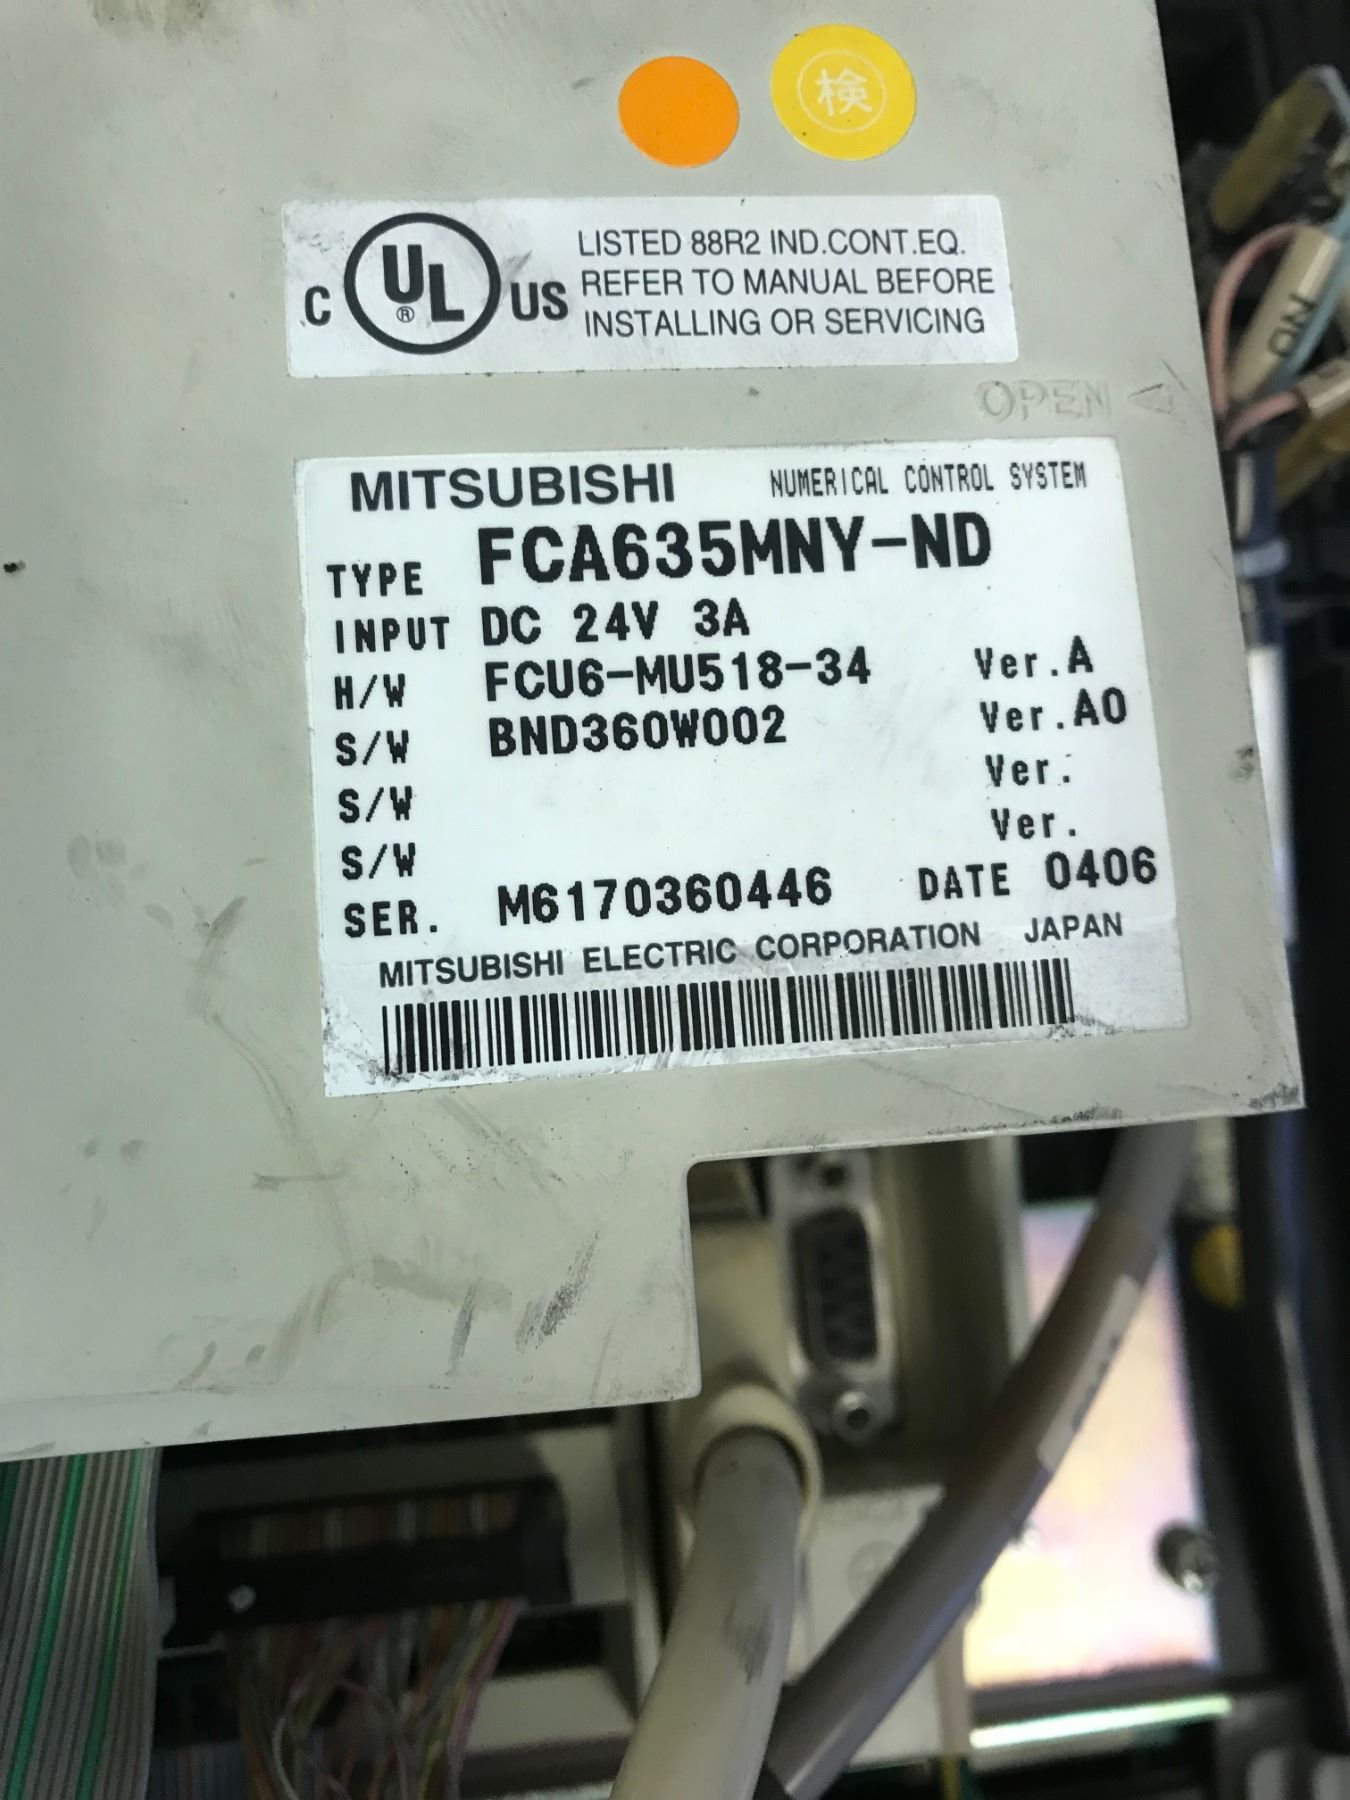 検
C UL ® US
LISTED 88R2 IND.CONT.EQ.
REFER TO MANUAL BEFORE
INSTALLING OR SERVICING
OPEN
MITSUBISHI NUMERICAL CONTROL SYSTEM
TYPE FCA635MNY-ND
INPUT DC 24V 3A
H/W FCU6-MU518-34 Ver.A
S/W BND360W002 Ver.A0
S/W Ver.
S/W Ver.
SER. M6170360446 DATE 0406
MITSUBISHI ELECTRIC CORPORATION JAPAN